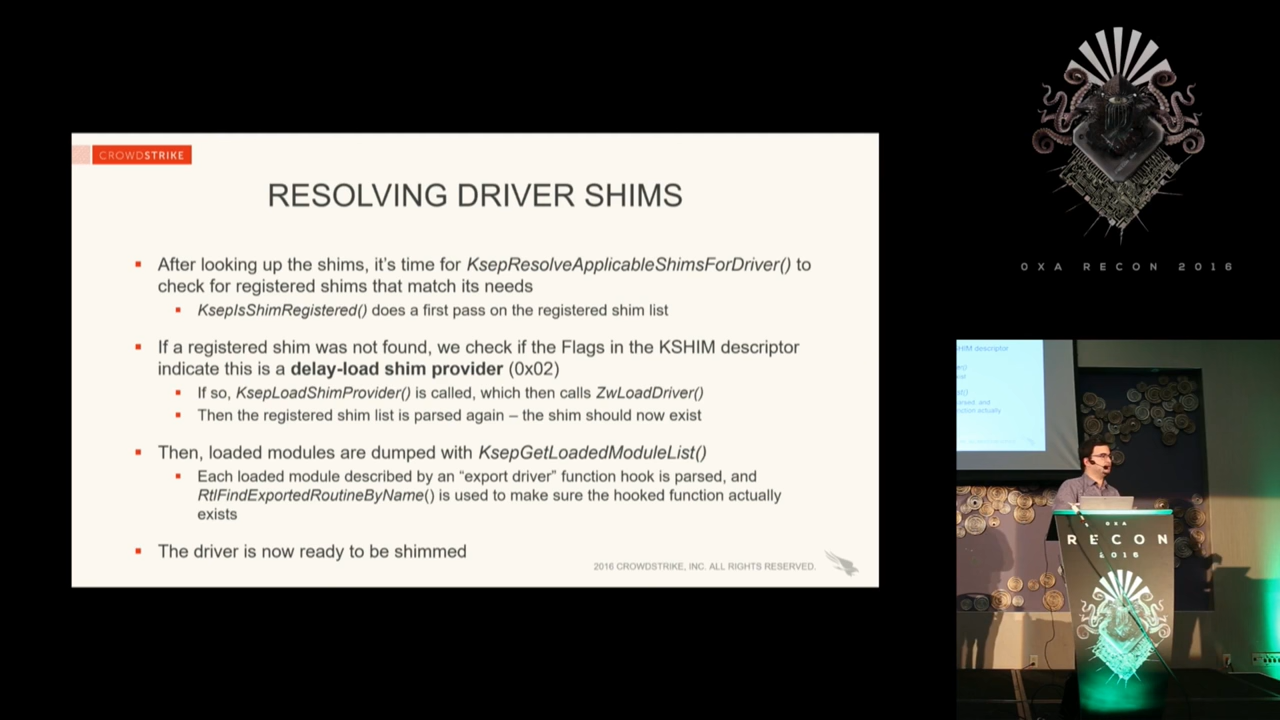 CROWDSTRIKE
RESOLVING DRIVER SHIMS
▪ After looking up the shims, it's time for KsepResolveApplicableShimsForDriver() to
check for registered shims that match its needs
▪ KsepIsShimRegistered() does a first pass on the registered shim list
▪ If a registered shim was not found, we check if the Flags in the KSHIM descriptor
indicate this is a delay-load shim provider (0x02)
▪ If so, KsepLoadShimProvider() is called, which then calls ZwLoadDriver()
▪ Then the registered shim list is parsed again – the shim should now exist
▪ Then, loaded modules are dumped with KsepGetLoadedModuleList()
▪ Each loaded module described by an “export driver” function hook is parsed, and
RtlFindExportedRoutineByName() is used to make sure the hooked function actually
exists
▪ The driver is now ready to be shimmed
2016 CROWDSTRIKE, INC. ALL RIGHTS RESERVED.
0XA RECON 2016
descriptor
0XA
RECON
2016